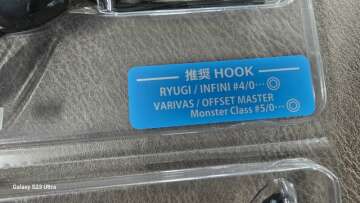 推奨 HOOK
RYUGI / INFINI #4/0… ◎
VARIVAS / OFFSET MASTER
Monster Class #5/0… ◎
Galaxy S23 Ultra